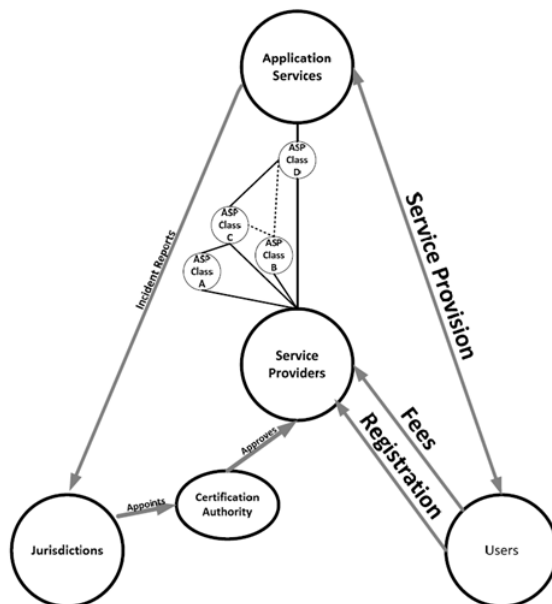 Application
Services
ASP
Class
D
ASP
Class
C
ASP
Class
B
ASP
Class
A
Incident Reports
Service Provision
Service
Providers
Fees
Registration
Approves
Appoints
Certification
Authority
Jurisdictions
Users